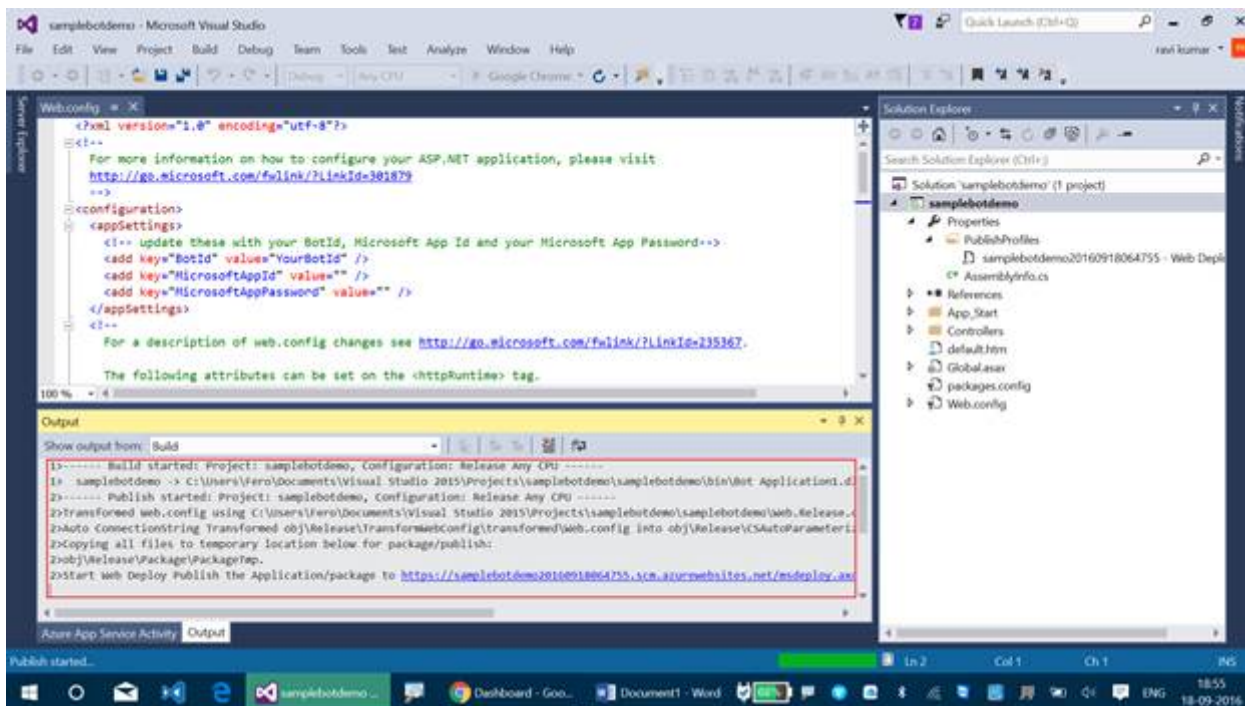 samplebotdemo - Microsoft Visual Studio
Quick Launch (Ctrl+Q)
File Edit View Project Build Debug Team Tools Test Analyze Window Help
ravi kumar
Debug Any CPU Google Chrome
Server Explorer
Web.config
<?xml version="1.0" encoding="utf-8"?>
<!--
For more information on how to configure your ASP.NET application, please visit
http://go.microsoft.com/fwlink/?LinkId=301879
-->
<configuration>
<appSettings>
<!-- update these with your BotId, Microsoft App Id and your Microsoft App Password-->
<add key="BotId" value="YourBotId" />
<add key="MicrosoftAppId" value="" />
<add key="MicrosoftAppPassword" value="" />
</appSettings>
<!--
For a description of web.config changes see http://go.microsoft.com/fwlink/?LinkId=235367.
The following attributes can be set on the <httpRuntime> tag.
100 %
Output
Show output from: Build
1>------ Build started: Project: samplebotdemo, Configuration: Release Any CPU ------
1> samplebotdemo -> C:\Users\Fero\Documents\Visual Studio 2015\Projects\samplebotdemo\samplebotdemo\bin\Bot Application1.d
2>------ Publish started: Project: samplebotdemo, Configuration: Release Any CPU ------
2>Transformed Web.config using C:\Users\Fero\Documents\Visual Studio 2015\Projects\samplebotdemo\samplebotdemo\Web.Release.
2>Auto ConnectionString Transformed obj\Release\TransformWebConfig\transformed\Web.config into obj\Release\CSAutoParameteri
2>Copying all files to temporary location below for package/publish:
2>obj\Release\Package\PackageTmp.
2>Start Web Deploy Publish the Application/package to https://samplebotdemo20160918064755.scm.azurewebsites.net/msdeploy.ax
Azure App Service Activity Output
Solution Explorer
Search Solution Explorer (Ctrl+;)
Solution 'samplebotdemo' (1 project)
samplebotdemo
Properties
PublishProfiles
samplebotdemo20160918064755 - Web Depl
AssemblyInfo.cs
References
App_Start
Controllers
default.htm
Global.asax
packages.config
Web.config
Notifications
Publish started...
Ln 2 Col 1 Ch 1 INS
samplebotdemo ... Dashboard - Goo... Document1 - Word ENG
18:55
18-09-2016